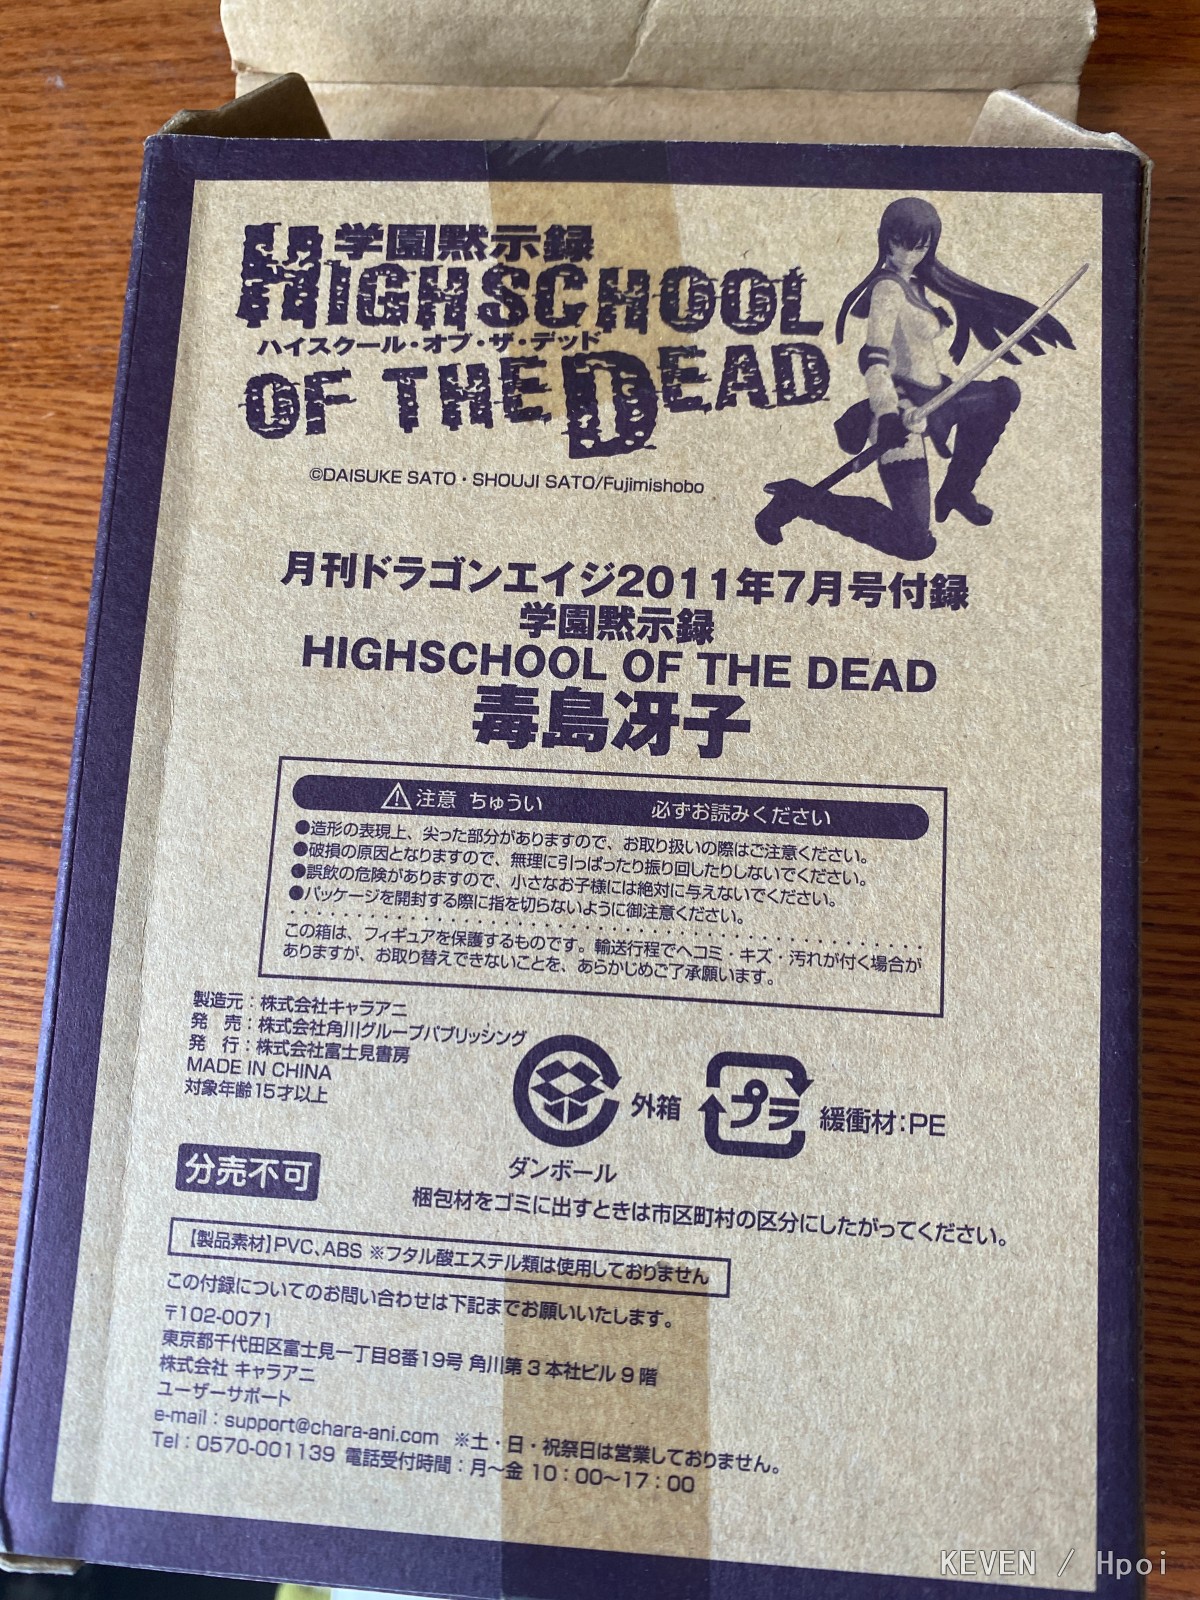 学園黙示録
HIGHSCHOOL
ハイスクール・オブ・ザ・デッド
OF THE DEAD
©DAISUKE SATO・SHOUJI SATO/Fujimishobo
月刊ドラゴンエイジ2011年7月号付録
学園黙示録
HIGHSCHOOL OF THE DEAD
毒島冴子
⚠注意 ちゅうい 必ずお読みください
●造形の表現上、尖った部分がありますので、お取り扱いの際はご注意ください。
●破損の原因となりますので、無理に引っぱったり振り回したりしないでください。
●誤飲の危険がありますので、小さなお子様には絶対に与えないでください。
●パッケージを開封する際に指を切らないように御注意ください。
この箱は、フィギュアを保護するものです。輸送行程でヘコミ・キズ・汚れが付く場合が
ありますが、お取り替えできないことを、あらかじめご了承願います。
製造元：株式会社キャラアニ
発 売：株式会社角川グループパブリッシング
発 行：株式会社富士見書房
MADE IN CHINA
対象年齢15才以上
外箱
ダンボール
プラ
緩衝材:PE
分売不可
梱包材をゴミに出すときは市区町村の区分にしたがってください。
【製品素材】PVC、ABS ※フタル酸エステル類は使用しておりません
この付録についてのお問い合わせは下記までお願いいたします。
〒102-0071
東京都千代田区富士見一丁目8番19号 角川第3本社ビル9階
株式会社 キャラアニ
ユーザーサポート
e-mail：support@chara-ani.com ※土・日・祝祭日は営業しておりません。
Tel：0570-001139 電話受付時間：月〜金 10：00〜17：00
KEVEN / Hpoi